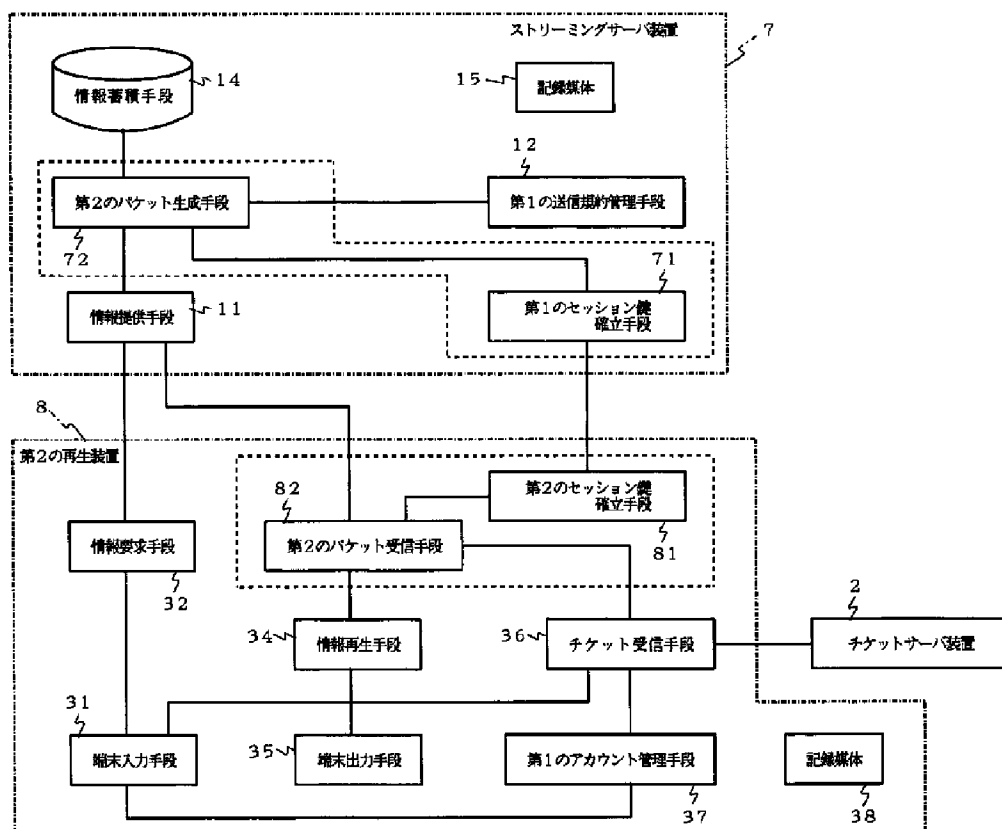 ストリーミングサーバ装置
7
情報蓄積手段
14
15
記録媒体
12
第2のパケット生成手段
第1の送信規約管理手段
72
71
情報提供手段
11
第1のセッション鍵
確立手段
8
第2の再生装置
82
第2のセッション鍵
確立手段
情報要求手段
第2のパケット受信手段
81
32
34
情報再生手段
36
チケット受信手段
2
チケットサーバ装置
31
端末入力手段
35
端末出力手段
第1のアカウント管理手段
記録媒体
37
38